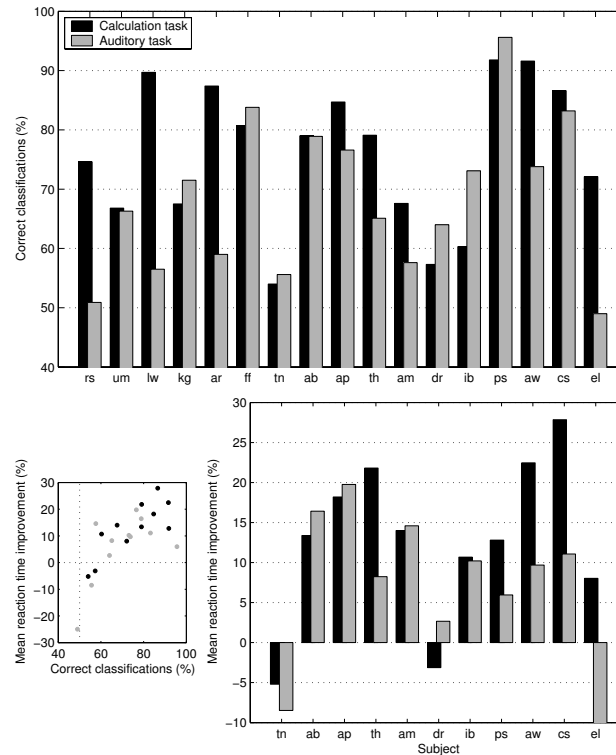 100
90
80
70
60
50
40
Correct classifications (%)
Calculation task
Auditory task
rs um lw kg ar ff tn ab ap th am dr ib ps aw cs el
30
20
10
0
−10
−20
−30
Mean reaction time improvement (%)
40 60 80 100
Correct classifications (%)
30
25
20
15
10
5
0
−5
−10
Mean reaction time improvement (%)
tn ab ap th am dr ib ps aw cs el
Subject